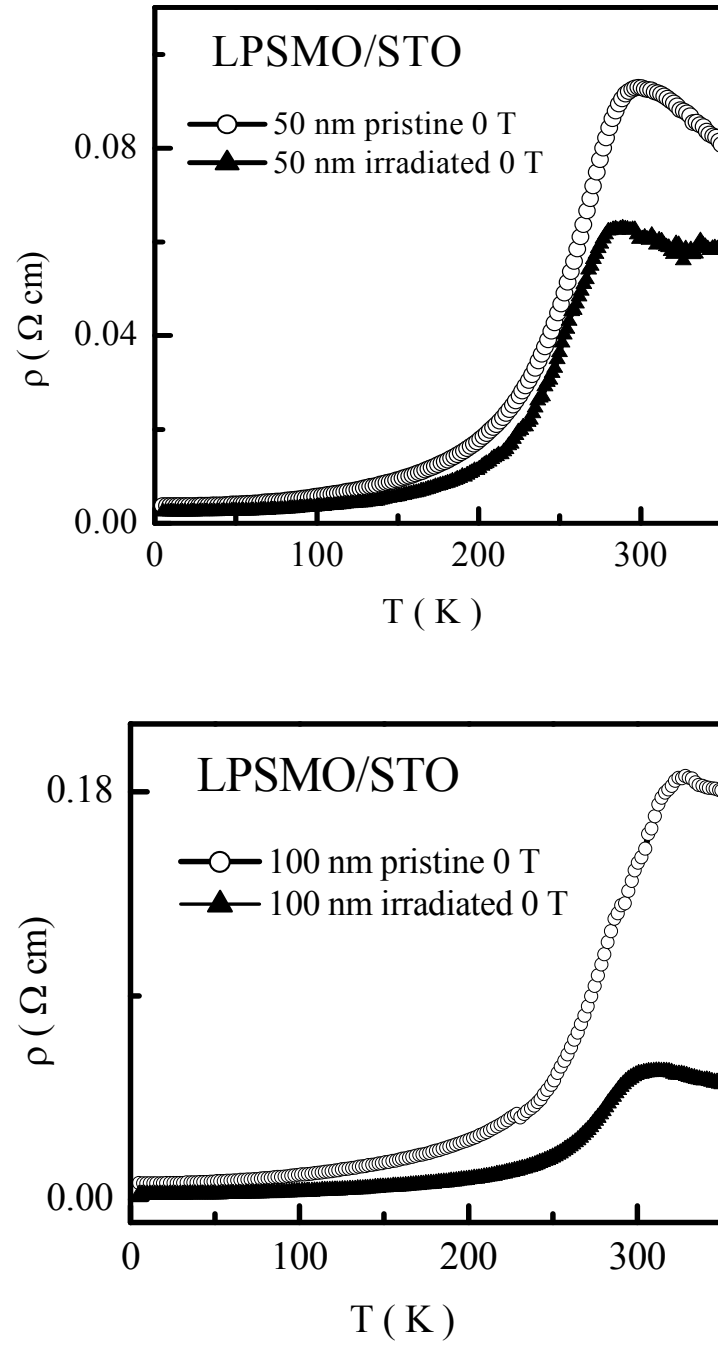 LPSMO/STO
50 nm pristine 0 T
50 nm irradiated 0 T
0.08
0.04
0.00
ρ ( Ω cm)
0 100 200 300
T ( K )
LPSMO/STO
100 nm pristine 0 T
100 nm irradiated 0 T
0.18
0.00
ρ ( Ω cm)
0 100 200 300
T ( K )